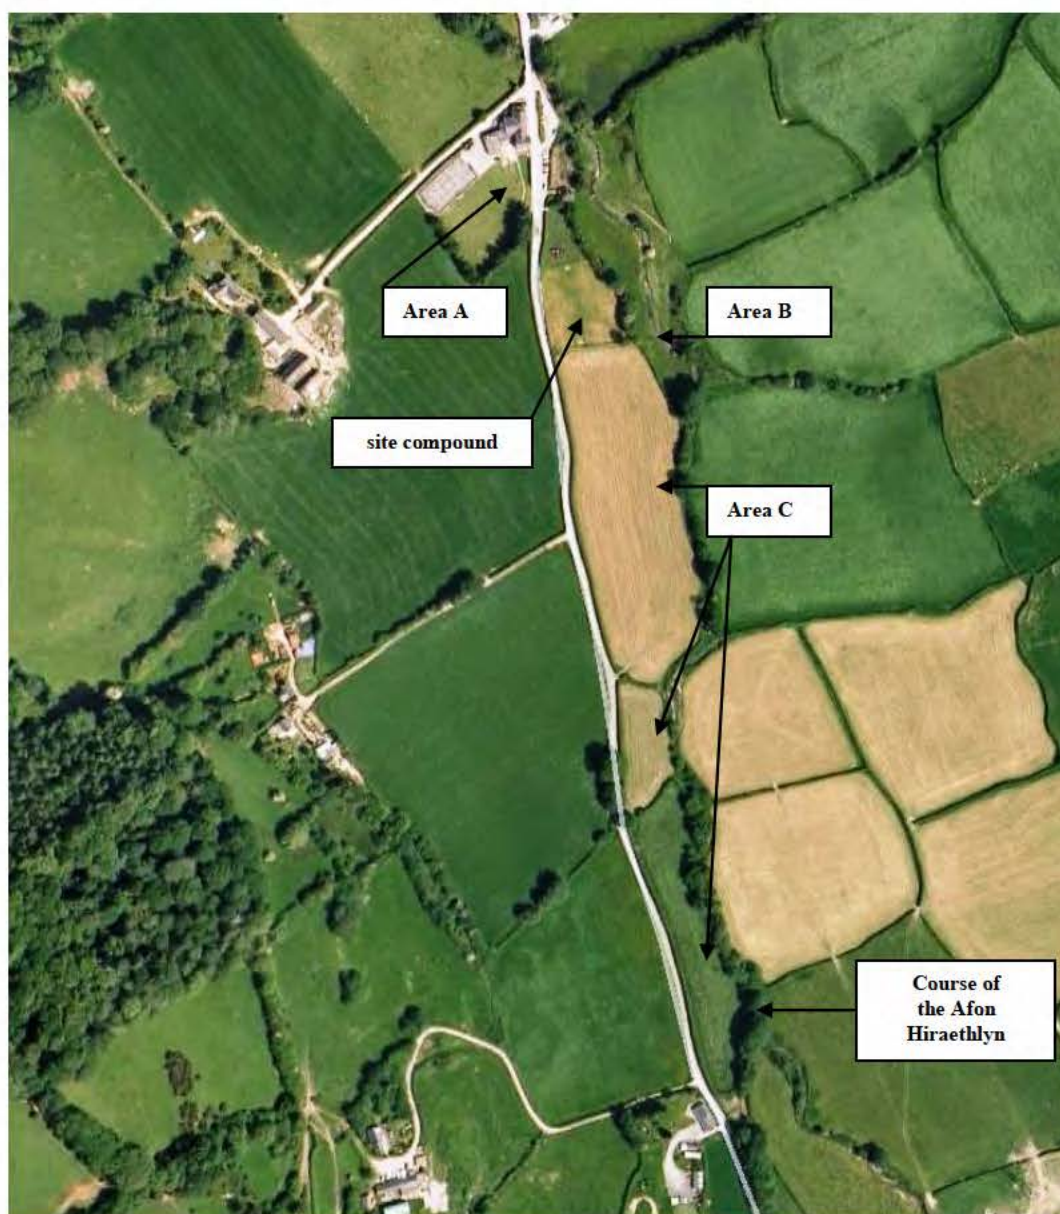 Area A
Area B
site compound
Area C
Course of
the Afon
Hiraethlyn